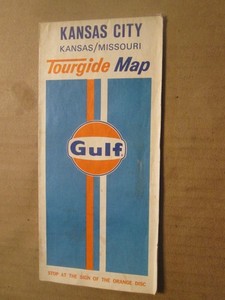 KANSAS CITY
KANSAS/MISSOURI
Tourgide Map
Gulf
STOP AT THE SIGN OF THE ORANGE DISC